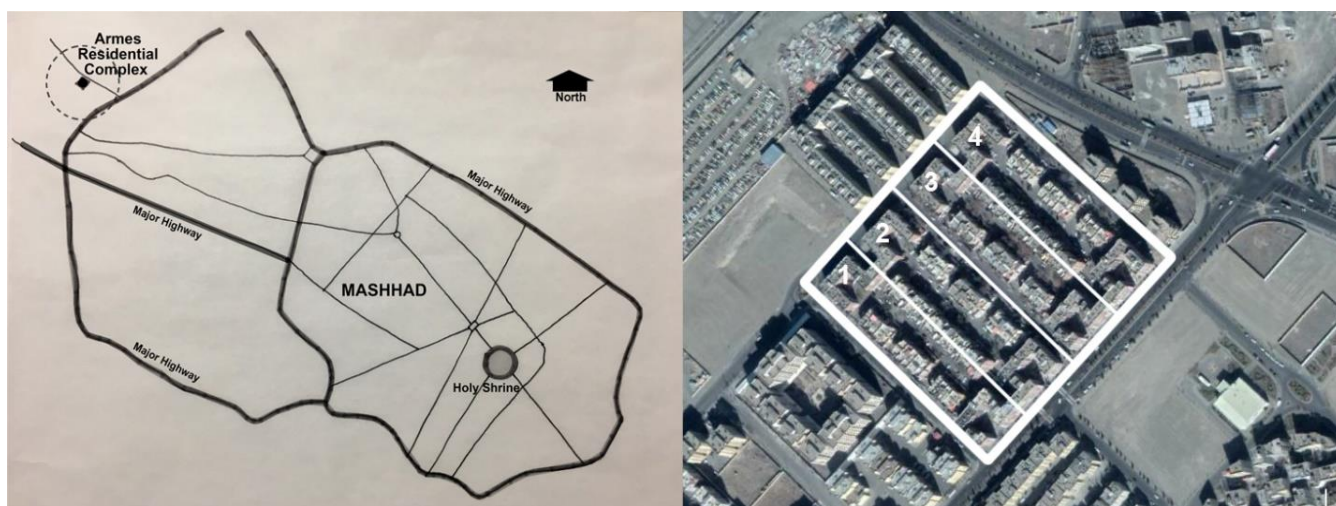 Armes
Residential
Complex
North
Major Highway
Major Highway
MASHHAD
Major Highway
Holy Shrine
4
3
2
1